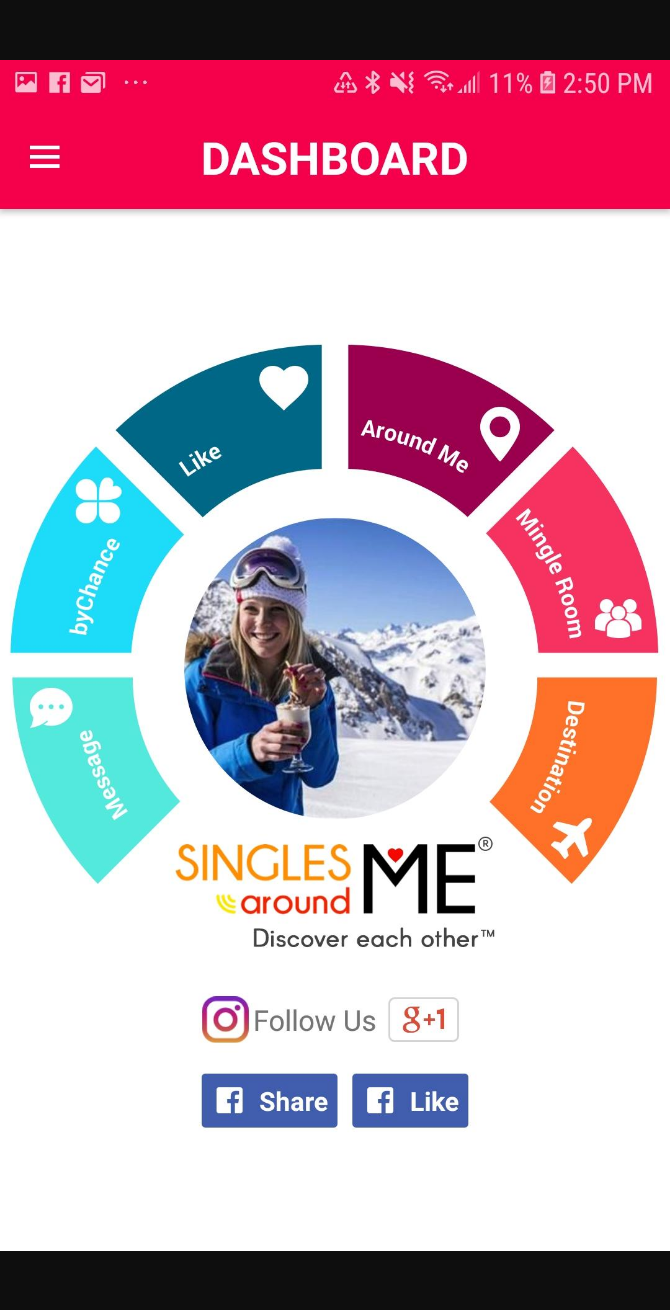 11% 2:50 PM
DASHBOARD
Like
Around Me
byChance
Mingle Room
Message
Destination
SINGLES
around
ME®
Discover each other™
Follow Us
g+1
Share
Like